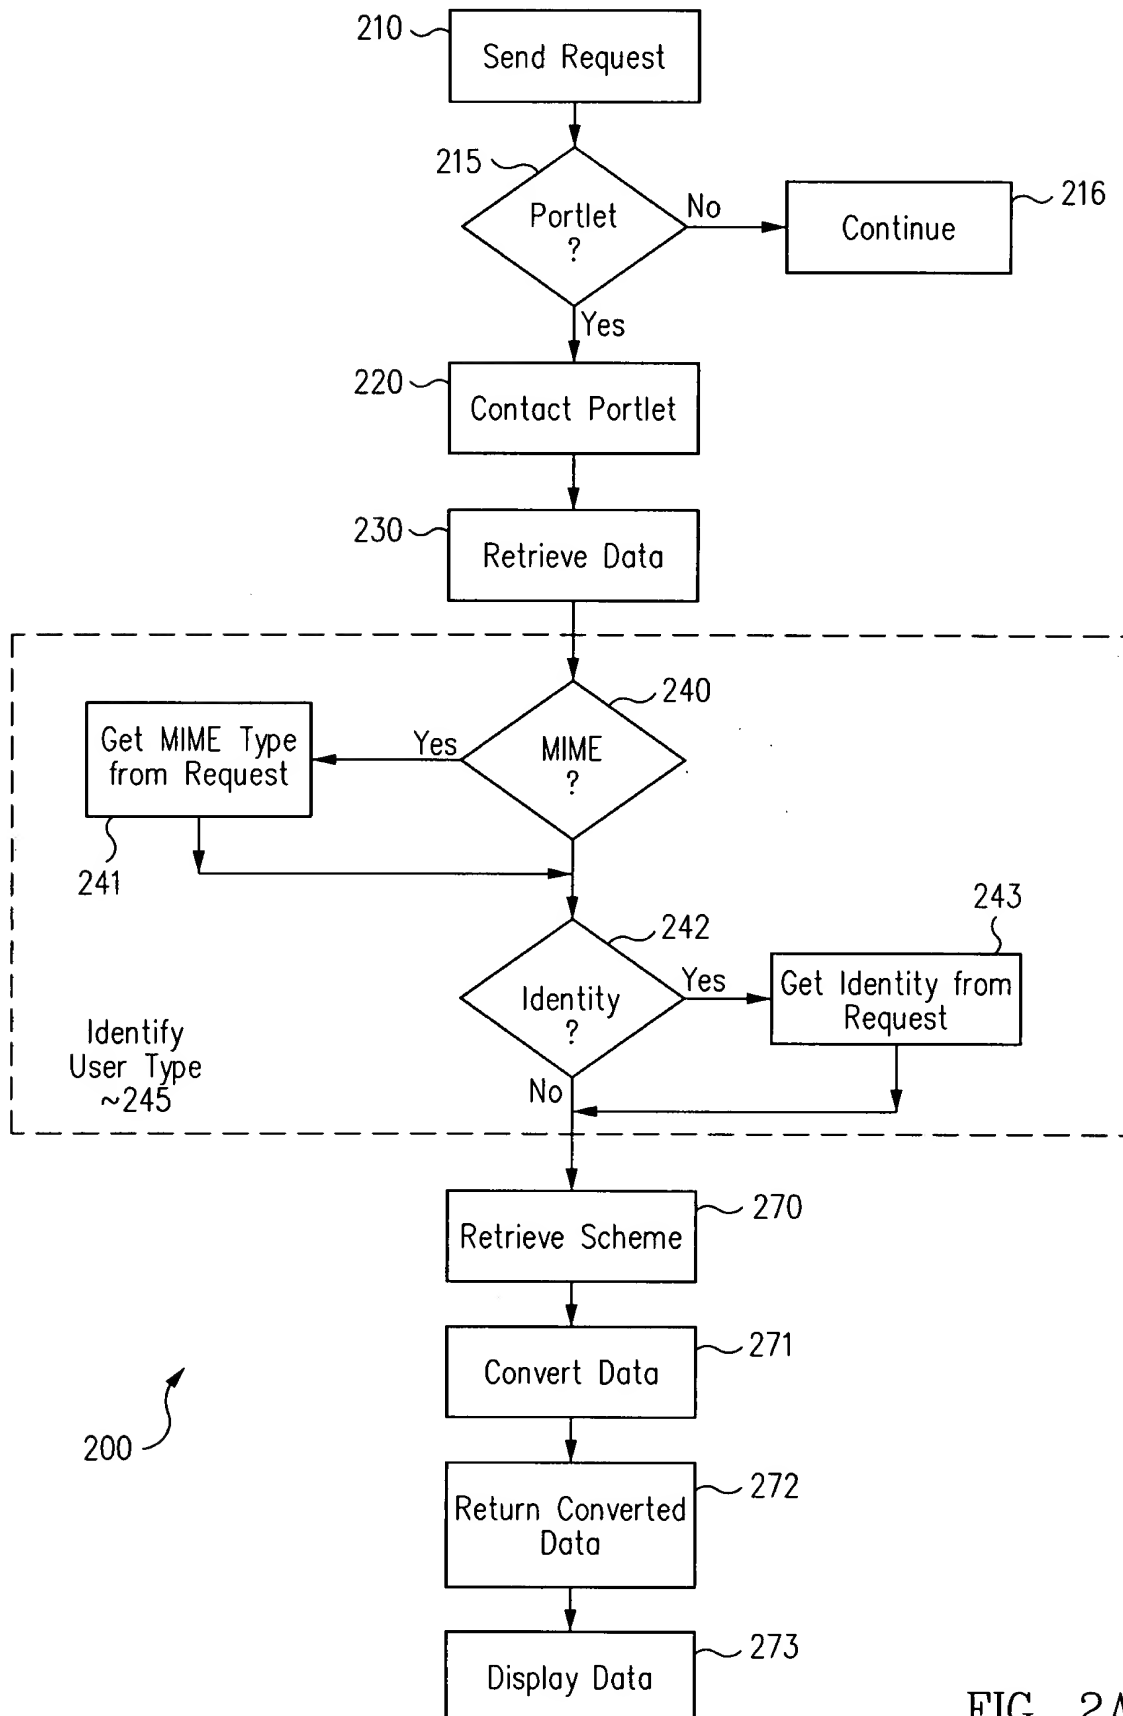 210
Send Request
215
Portlet
?
No
Continue
216
Yes
220
Contact Portlet
230
Retrieve Data
240
MIME
?
Yes
Get MIME Type
from Request
241
242
Identity
?
Yes
243
Get Identity from
Request
Identify
User Type
~245
No
270
Retrieve Scheme
271
Convert Data
200
272
Return Converted
Data
273
Display Data
FIG. 2A